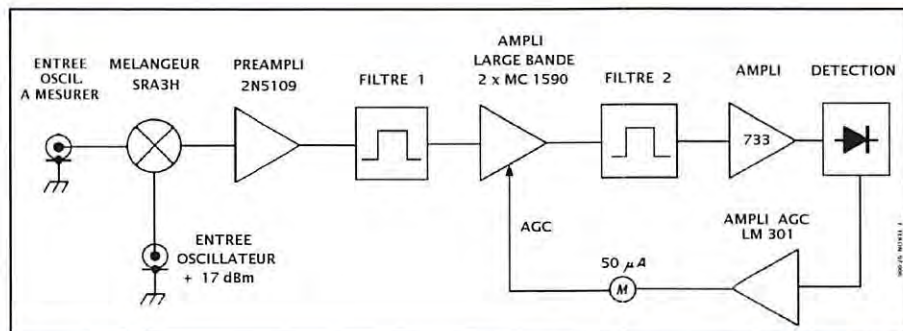 ENTREE
OSCIL.
A MESURER
MELANGEUR
SRA3H
PREAMPLI
2N5109
FILTRE 1
AMPLI
LARGE BANDE
2 x MC 1590
FILTRE 2
AMPLI
733
DETECTION
AGC
AMPLI AGC
LM 301
50 µA
M
ENTREE
OSCILLATEUR
+ 17 dBm